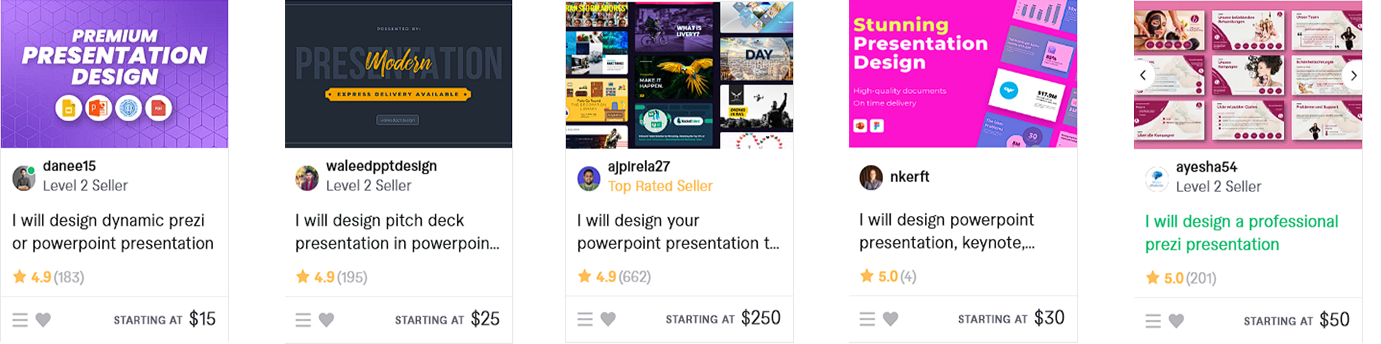 PREMIUM
PRESENTATION
DESIGN
danee15
Level 2 Seller
I will design dynamic prezi
or powerpoint presentation
4.9 (183)
STARTING AT $15
PRESENTED BY:
PRESENTATION
Modern
EXPRESS DELIVERY AVAILABLE
waleedpptdesign
Level 2 Seller
I will design pitch deck
presentation in powerpoin...
4.9 (195)
STARTING AT $25
WHAT IS
LIVERY?
MAKE IT
HAPPEN.
DAY
ajpirela27
Top Rated Seller
I will design your
powerpoint presentation t...
4.9 (662)
STARTING AT $250
Stunning
Presentation
Design
High-quality documents
On time delivery
$17.9M
30
nkerft
I will design powerpoint
presentation, keynote,...
5.0 (4)
STARTING AT $30
Unsere Team
ayesha54
Level 2 Seller
I will design a professional
prezi presentation
5.0 (201)
STARTING AT $50